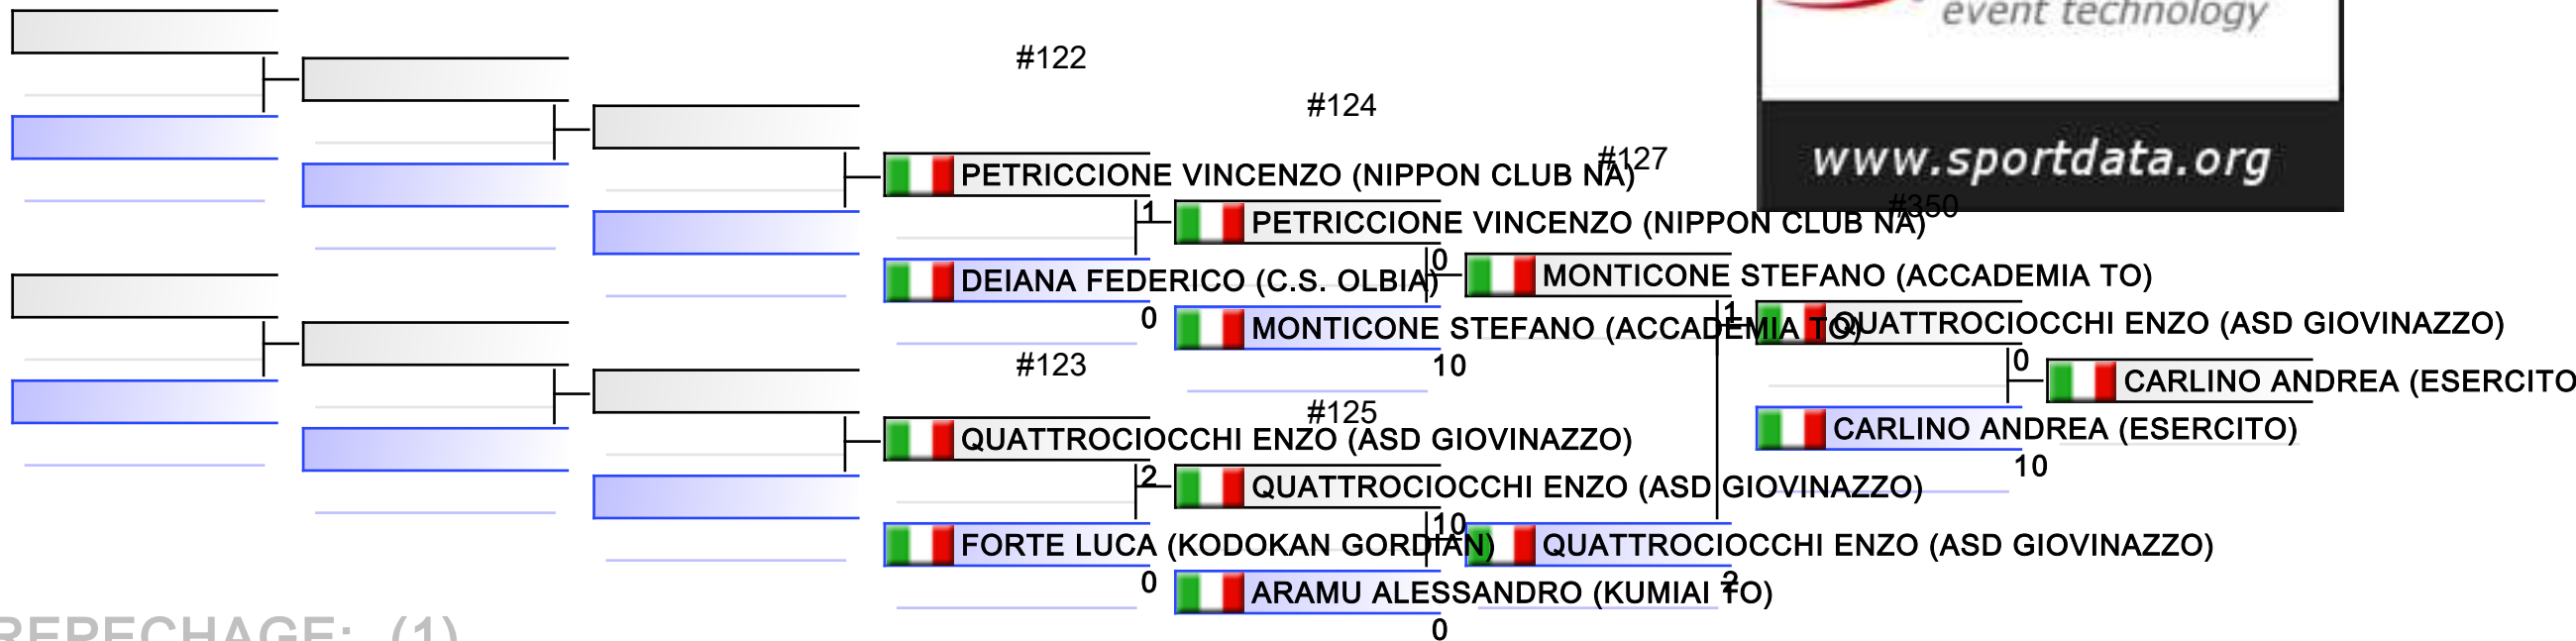 event technology
#122
#124
#127
www.sportdata.org
PETRICCIONE VINCENZO (NIPPON CLUB NA)
#350
1
PETRICCIONE VINCENZO (NIPPON CLUB NA)
0
DEIANA FEDERICO (C.S. OLBIA)
MONTICONE STEFANO (ACCADEMIA TO)
0
1
MONTICONE STEFANO (ACCADEMIA TO)
QUATTROCIOCCHI ENZO (ASD GIOVINAZZO)
#123
10
0
CARLINO ANDREA (ESERCITO
#125
QUATTROCIOCCHI ENZO (ASD GIOVINAZZO)
CARLINO ANDREA (ESERCITO)
10
2
QUATTROCIOCCHI ENZO (ASD GIOVINAZZO)
10
FORTE LUCA (KODOKAN GORDIAN)
QUATTROCIOCCHI ENZO (ASD GIOVINAZZO)
0
2
ARAMU ALESSANDRO (KUMIAI TO)
0
REPECHAGE: (1)